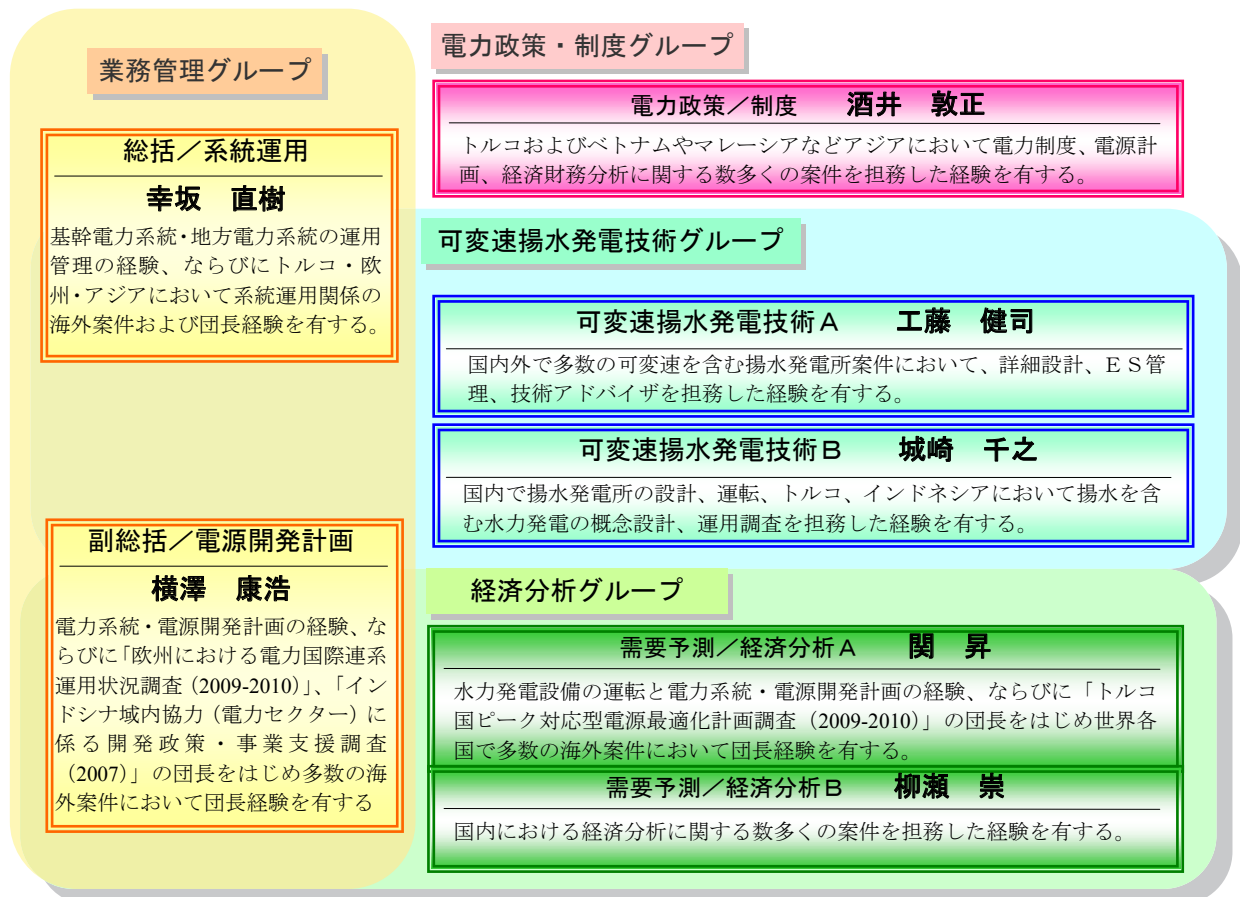 業務管理グループ
総括／系統運用
幸坂　直樹
基幹電力系統・地方電力系統の運用
管理の経験、ならびにトルコ・欧
州・アジアにおいて系統運用関係の
海外案件および団長経験を有する。
副総括／電源開発計画
横澤　康浩
電力系統・電源開発計画の経験、な
らびに「欧州における電力国際連系
運用状況調査（2009-2010）」、「イン
ドシナ域内協力（電力セクター）に
係る開発政策・事業支援調査
（2007）」の団長をはじめ多数の海
外案件において団長経験を有する
電力政策・制度グループ
電力政策／制度　酒井　敦正
トルコおよびベトナムやマレーシアなどアジアにおいて電力制度、電源計
画、経済財務分析に関する数多くの案件を担務した経験を有する。
可変速揚水発電技術グループ
可変速揚水発電技術Ａ　工藤　健司
国内外で多数の可変速を含む揚水発電所案件において、詳細設計、ＥＳ管
理、技術アドバイザを担務した経験を有する。
可変速揚水発電技術Ｂ　城崎　千之
国内で揚水発電所の設計、運転、トルコ、インドネシアにおいて揚水を含
む水力発電の概念設計、運用調査を担務した経験を有する。
経済分析グループ
需要予測／経済分析Ａ　関　昇
水力発電設備の運転と電力系統・電源開発計画の経験、ならびに「トルコ
国ピーク対応型電源最適化計画調査（2009-2010）」の団長をはじめ世界各
国で多数の海外案件において団長経験を有する。
需要予測／経済分析Ｂ　柳瀬　崇
国内における経済分析に関する数多くの案件を担務した経験を有する。